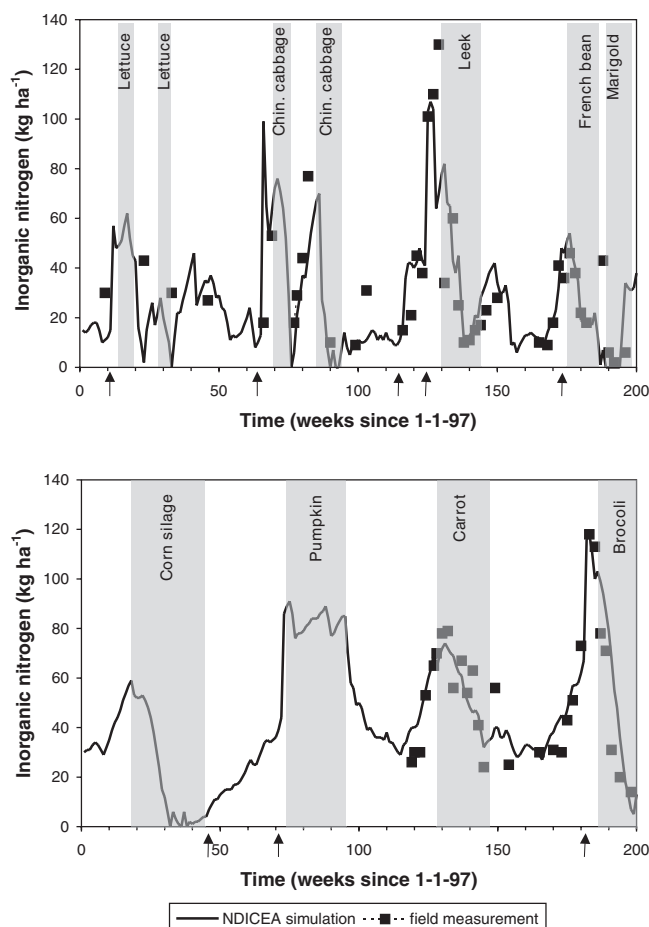 140
120
100
80
60
40
20
0
Inorganic nitrogen (kg ha-1)
Lettuce
Lettuce
Chin. cabbage
Chin. cabbage
Leek
French bean
Marigold
0 50 100 150 200
Time (weeks since 1-1-97)
140
120
100
80
60
40
20
0
Inorganic nitrogen (kg ha-1)
Corn silage
Pumpkin
Carrot
Brocoli
0 50 100 150 200
Time (weeks since 1-1-97)
NDICEA simulation field measurement